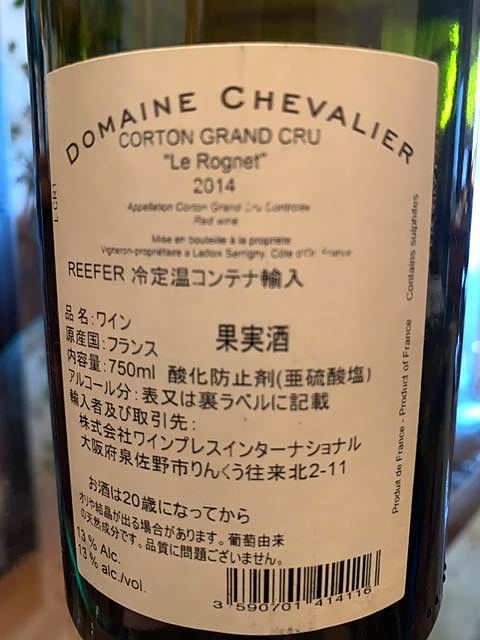 DOMAINE CHEVALIER
CORTON GRAND CRU
"Le Rognet"
2014
Appellation Corton Grand Cru Contrôlée
Red wine
Mise en bouteille à la propriété
Vigneron-propriétaire à Ladoix Serrigny, Côte d'Or, France
REEFER 冷定温コンテナ輸入
品 名:ワイン
果実酒
原産国:フランス
内容量:750ml 酸化防止剤(亜硫酸塩)
アルコール分:表又は裏ラベルに記載
輸入者及び取引先:
株式会社ワインプレスインターナショナル
大阪府泉佐野市りんくう往来北2-11
お酒は20歳になってから
オリや結晶が出る場合があります。葡萄由来
の天然成分です。品質に問題ございません。
13 % Alc.
13 % alc./vol.
3 590701 414116
Produit de France - Product of France
Contains sulphites